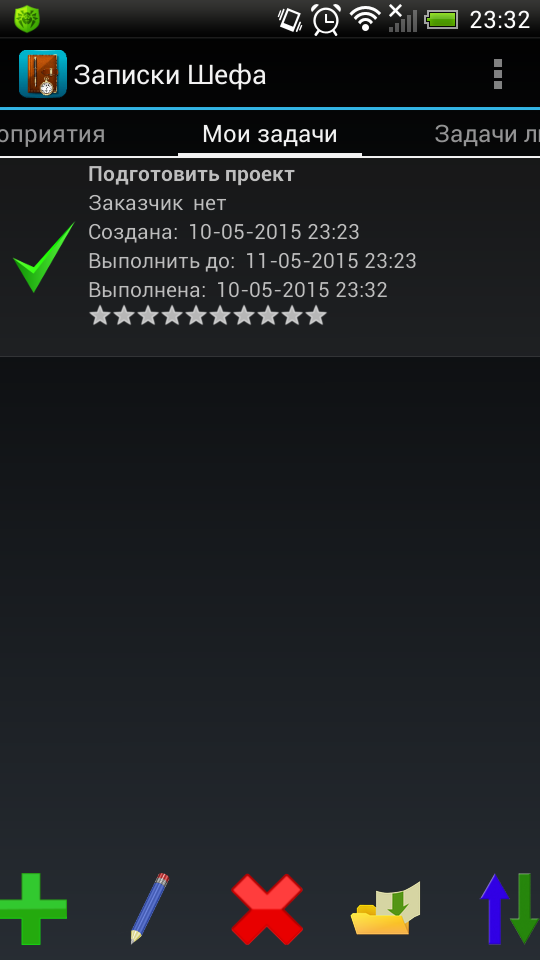 23:32
Записки Шефа
оприятия Мои задачи Задачи л
Подготовить проект
Заказчик нет
Создана: 10-05-2015 23:23
Выполнить до: 11-05-2015 23:23
Выполнена: 10-05-2015 23:32